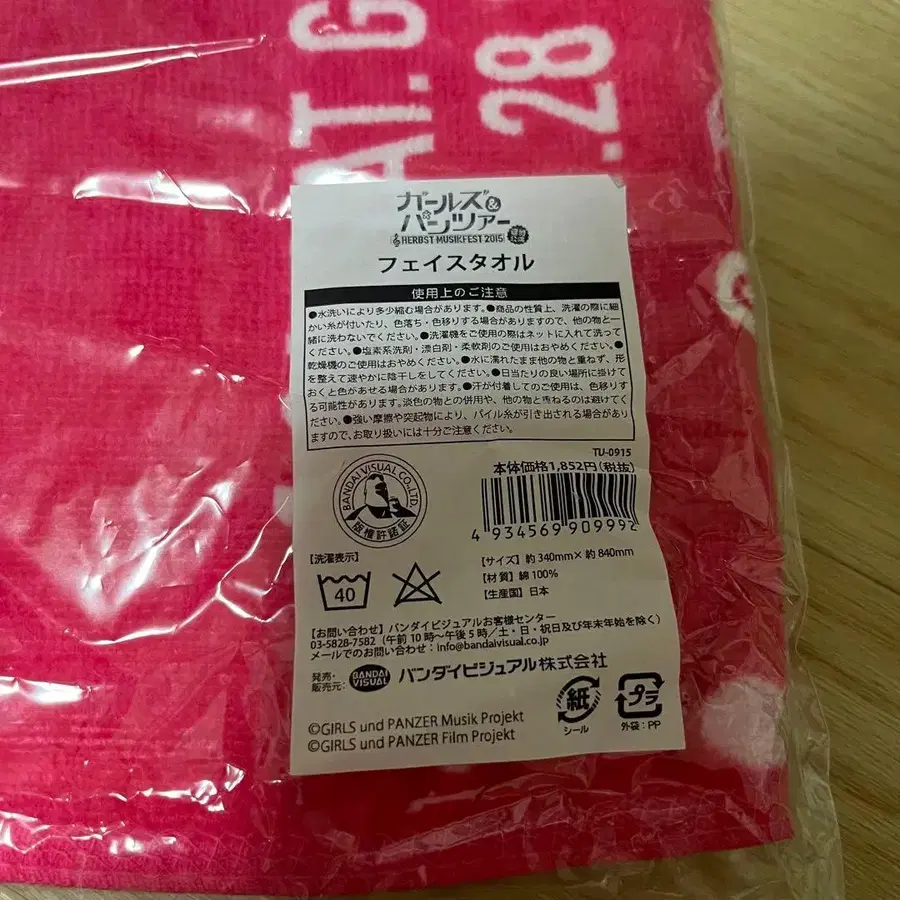 AT.G
.28
ガールズ&
パンツァー
HERBST MUSIKFEST 2015
フェイスタオル
使用上のご注意
●水洗いにより多少縮む場合があります。●商品の性質上、洗濯の際に細
かい糸が付いたり、色落ち・色移りする場合がありますので、他の物と一
緒に洗わないでください。●洗濯機をご使用の際はネットに入れて洗って
ください。●塩素系洗剤・漂白剤・柔軟剤のご使用はおやめください。●
乾燥機のご使用はおやめください。●水に濡れたまま他の物と重ねず、形
を整えて速やかに陰干しをしてください。●日当たりの良い場所に掛けて
おくと色があせる場合があります。●汗が付着してのご使用は、色移りす
る可能性があります。淡色の物との併用や、他の物と重ねるのは避けてく
ださい。●強い摩擦や突起物により、パイル糸が引き出される場合があり
ますので、お取り扱いには十分ご注意ください。
TU-0915
本体価格1,852円(税抜)
BANDAI VISUAL CO.,LTD.
版権許諾証
4 934569 909992
【洗濯表示】
40
【サイズ】約 340mm×約 840mm
【材質】綿 100%
【生産国】日本
【お問い合わせ】バンダイビジュアルお客様センター
03-5828-7582（午前 10 時〜午後 5 時／土・日・祝日及び年末年始を除く）
メールでのお問い合わせ：info@bandaivisual.co.jp
発売・
販売元：
BANDAI
VISUAL
バンダイビジュアル株式会社
紙
シール
プラ
外袋：PP
©GIRLS und PANZER Musik Projekt
©GIRLS und PANZER Film Projekt